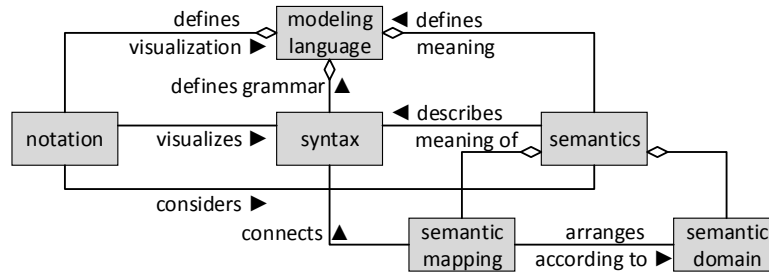 defines
visualization ►
modeling
language
◄ defines
meaning
defines grammar ▲
notation
visualizes ►
syntax
◄ describes
meaning of
semantics
considers ►
connects ▲
semantic
mapping
arranges
according to ►
semantic
domain